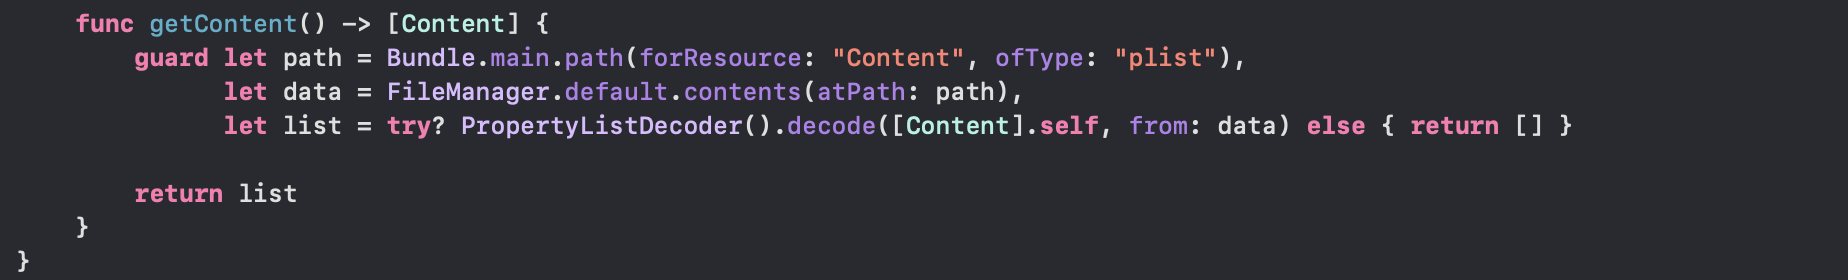 func getContent() -> [Content] {
guard let path = Bundle.main.path(forResource: "Content", ofType: "plist"),
let data = FileManager.default.contents(atPath: path),
let list = try? PropertyListDecoder().decode([Content].self, from: data) else { return [] }
return list
}
}